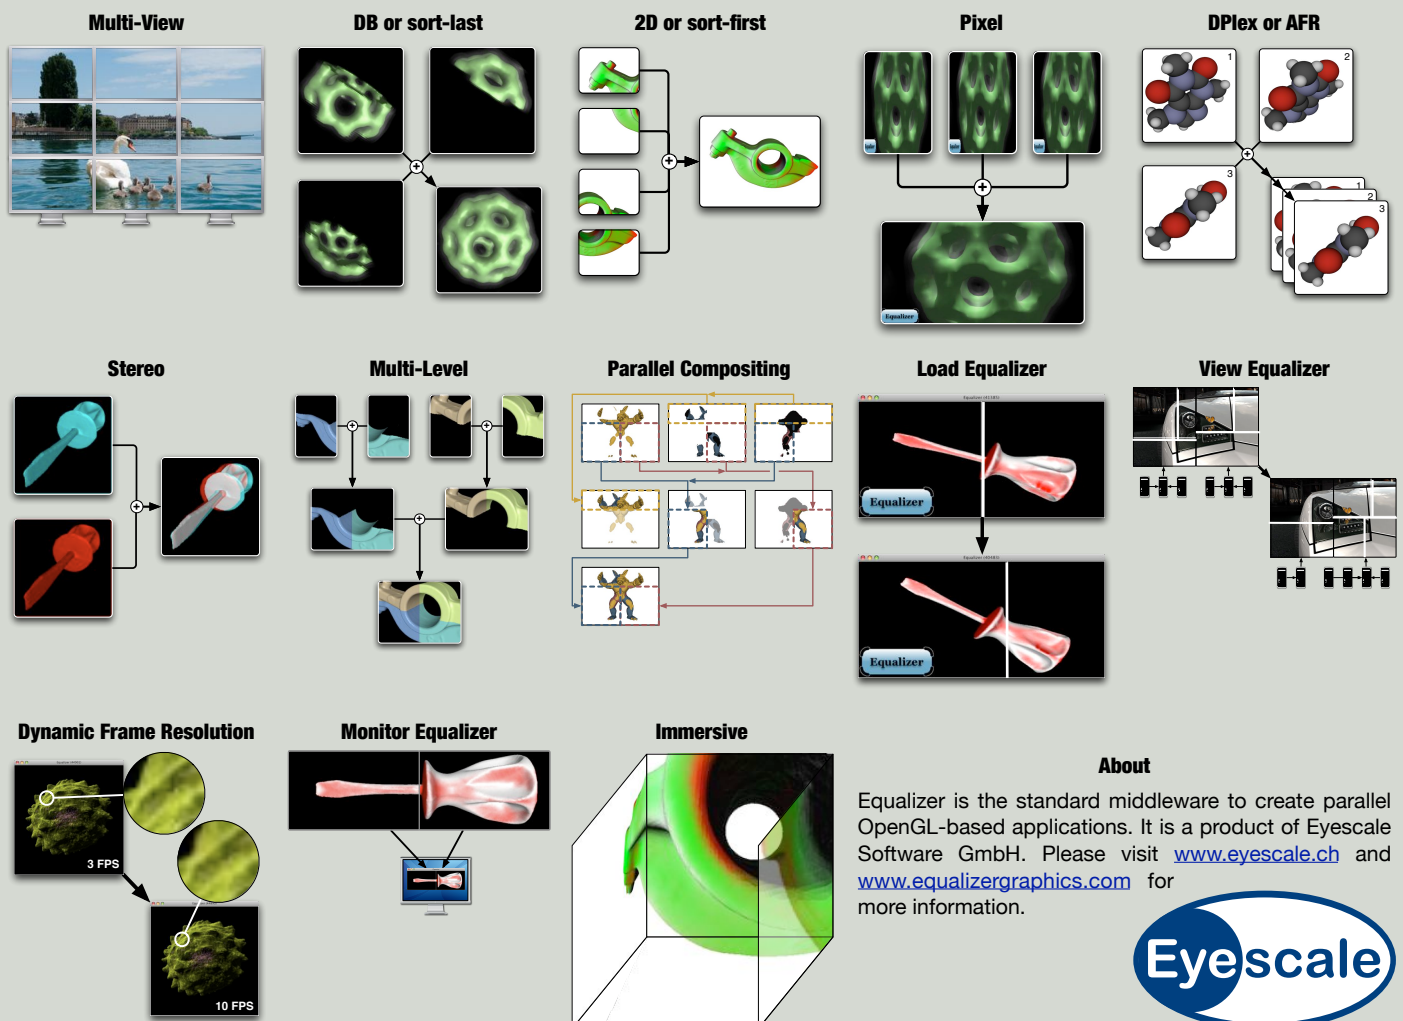 Multi-View
DB or sort-last
2D or sort-first
Pixel
DPlex or AFR
1
2
3
1
2
3
Equalizer
Stereo
Multi-Level
Parallel Compositing
Load Equalizer
View Equalizer
Equalizer
Equalizer
Dynamic Frame Resolution
Monitor Equalizer
Immersive
3 FPS
10 FPS
About
Equalizer is the standard middleware to create parallel
OpenGL-based applications. It is a product of Eyescale
Software GmbH. Please visit www.eyescale.ch and
www.equalizergraphics.com for
more information.
Eyescale